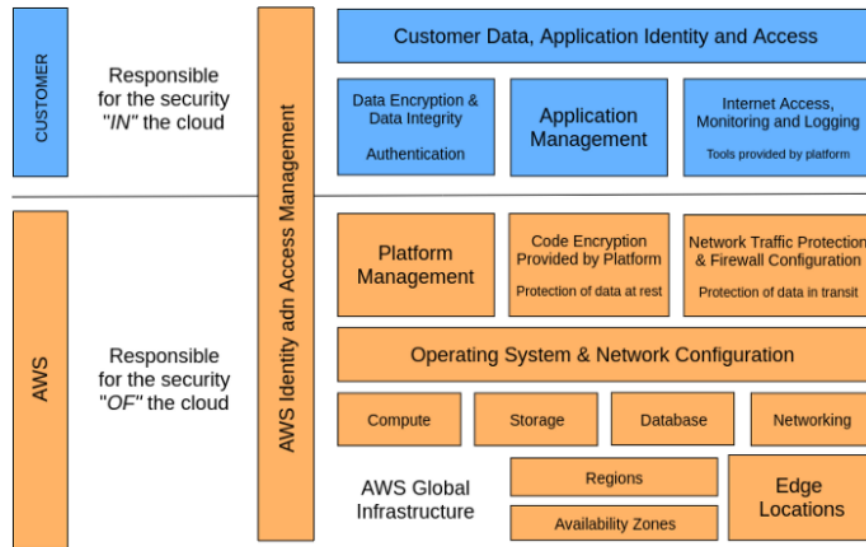 CUSTOMER
Responsible
for the security
"IN" the cloud
AWS Identity adn Access Management
Customer Data, Application Identity and Access
Data Encryption &
Data Integrity
Authentication
Application
Management
Internet Access,
Monitoring and Logging
Tools provided by platform
AWS
Responsible
for the security
"OF" the cloud
Platform
Management
Code Encryption
Provided by Platform
Protection of data at rest
Network Traffic Protection
& Firewall Configuration
Protection of data in transit
Operating System & Network Configuration
Compute
Storage
Database
Networking
AWS Global
Infrastructure
Regions
Availability Zones
Edge
Locations